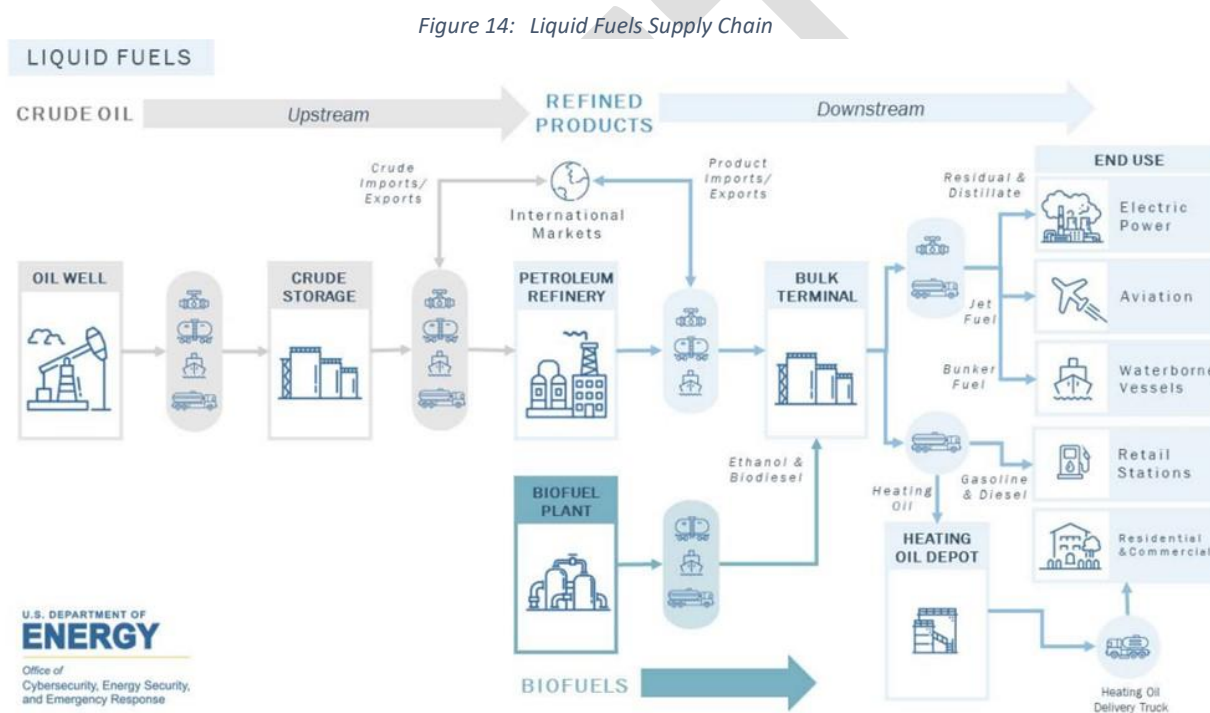 Figure 14: Liquid Fuels Supply Chain
LIQUID FUELS
CRUDE OIL
Upstream
REFINED
PRODUCTS
Downstream
Crude
Imports/
Exports
International
Markets
Product
Imports/
Exports
Residual &
Distillate
END USE
Electric
Power
OIL WELL
CRUDE
STORAGE
PETROLEUM
REFINERY
BULK
TERMINAL
Jet
Fuel
Aviation
Bunker
Fuel
Waterborne
Vessels
Ethanol &
Biodiesel
Heating
Oil
Gasoline
& Diesel
Retail
Stations
BIOFUEL
PLANT
HEATING
OIL DEPOT
Residential
&Commercial
U.S. DEPARTMENT OF
ENERGY
Office of
Cybersecurity, Energy Security,
and Emergency Response
BIOFUELS
Heating Oil
Delivery Truck